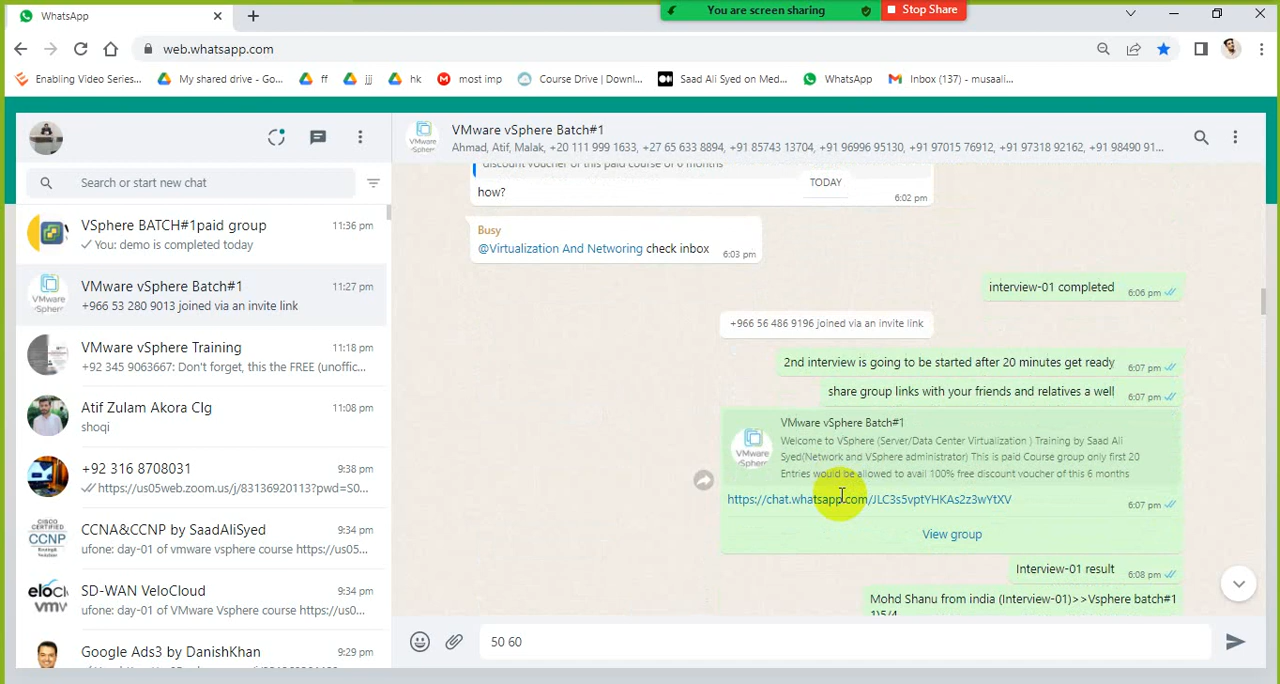 WhatsApp
You are screen sharing
Stop Share
web.whatsapp.com
Enabling Video Series...
My shared drive - Go...
ff
jjj
hk
most imp
Course Drive | Downl...
Saad Ali Syed on Med...
WhatsApp
Inbox (137) - musaali...
Search or start new chat
VSphere BATCH#1paid group
11:36 pm
You: demo is completed today
VMware vSphere Batch#1
11:27 pm
+966 53 280 9013 joined via an invite link
VMware vSphere Training
11:18 pm
+92 345 9063667: Don't forget, this the FREE (unoffic...
Atif Zulam Akora Clg
11:08 pm
shoqi
+92 316 8708031
9:38 pm
https://us05web.zoom.us/j/83136920113?pwd=S0...
CCNA&CCNP by SaadAliSyed
9:34 pm
ufone: day-01 of vmware vsphere course https://us05...
SD-WAN VeloCloud
9:34 pm
ufone: day-01 of VMware Vsphere course https://us0...
Google Ads3 by DanishKhan
9:29 pm
VMware vSphere Batch#1
Ahmad, Atif, Malak, +20 111 999 1633, +27 65 633 8894, +91 85743 13704, +91 96996 95130, +91 97015 76912, +91 97318 92162, +91 98490 91...
discount voucher of this paid course of 6 months
TODAY
how?
6:02 pm
Busy
@Virtualization And Networing check inbox
6:03 pm
interview-01 completed
6:06 pm
+966 56 486 9196 joined via an invite link
2nd interview is going to be started after 20 minutes get ready
6:07 pm
share group links with your friends and relatives a well
6:07 pm
VMware vSphere Batch#1
Welcome to VSphere (Server/Data Center Virtualization ) Training by Saad Ali
Syed(Network and VSphere administrator) This is paid Course group only first 20
Entries would be allowed to avail 100% free discount voucher of this 6 months
https://chat.whatsapp.com/JLC3s5vptYHKAs2z3wYtXV
6:07 pm
View group
Interview-01 result
6:08 pm
Mohd Shanu from india (Interview-01)>>Vsphere batch#1
1)5/4
50 60